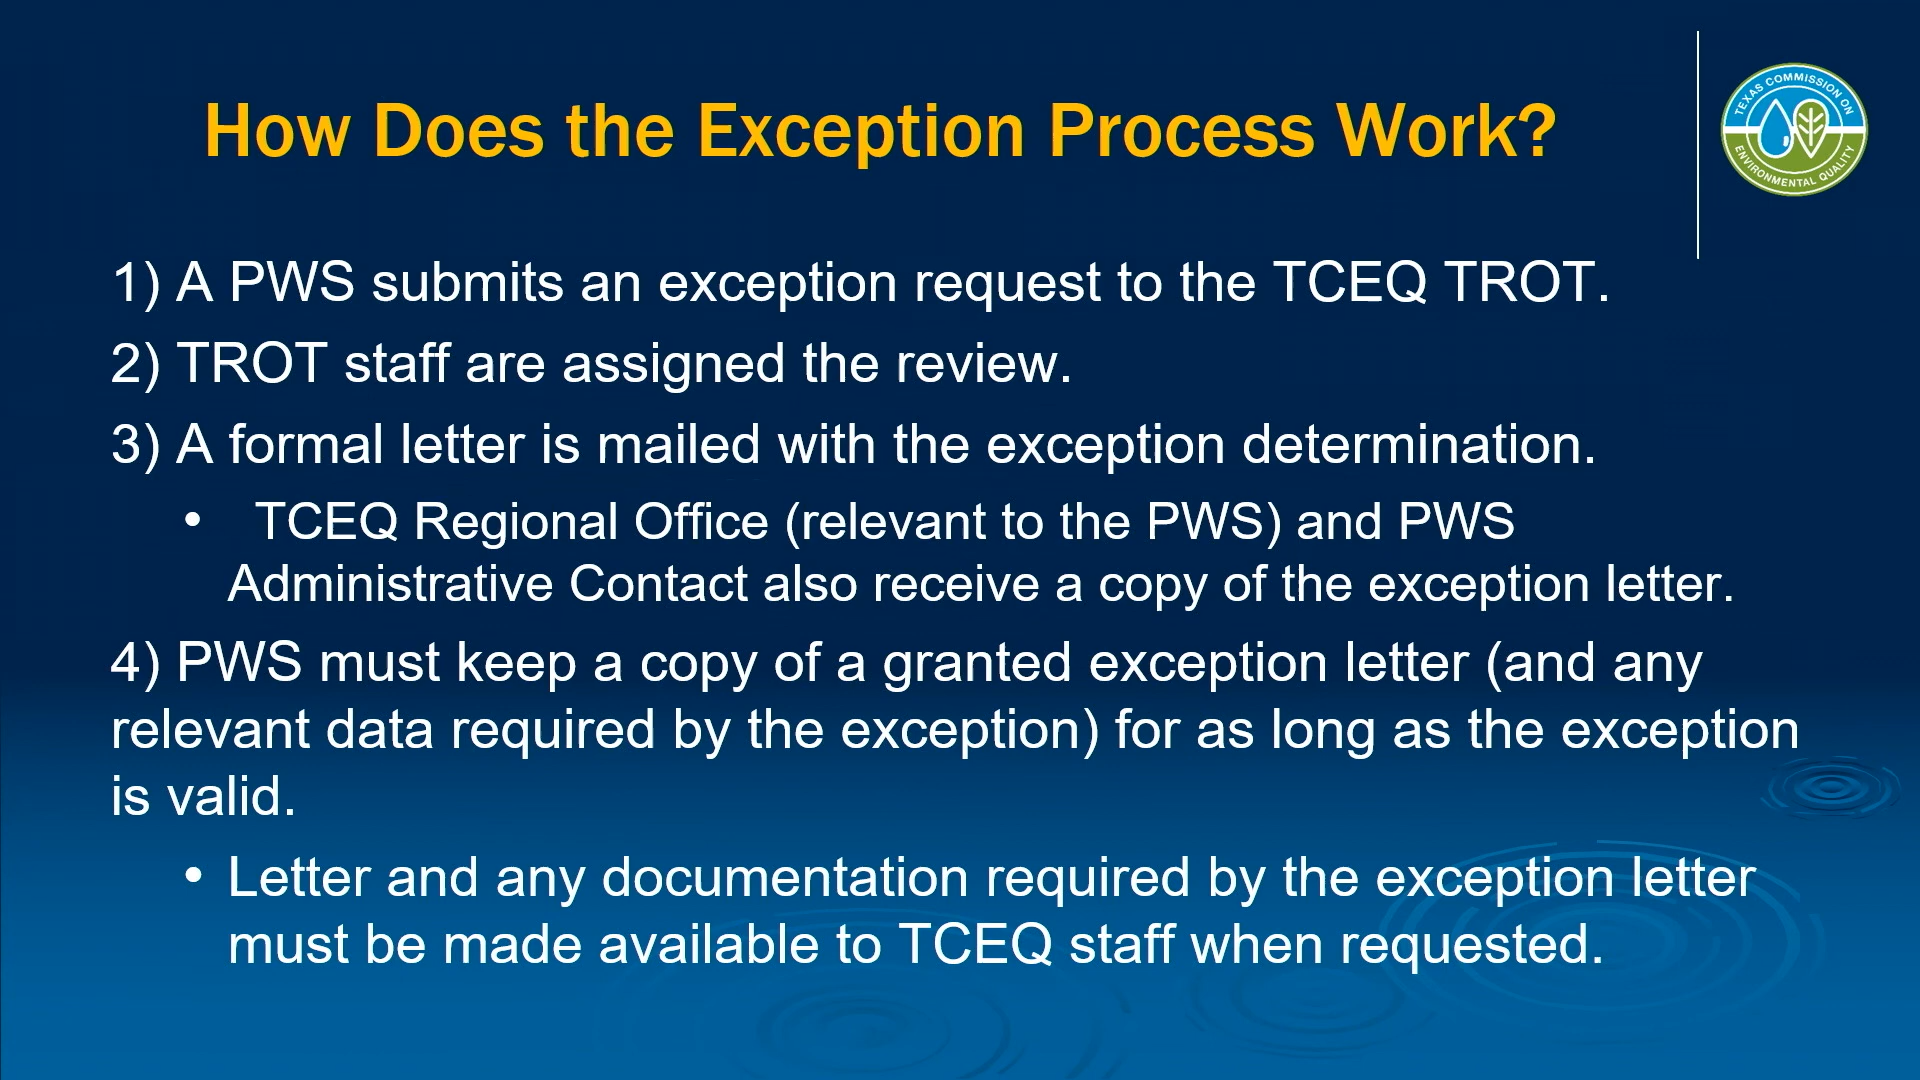 How Does the Exception Process Work?
TEXAS COMMISSION ON
ENVIRONMENTAL QUALITY
1) A PWS submits an exception request to the TCEQ TROT.
2) TROT staff are assigned the review.
3) A formal letter is mailed with the exception determination.
• TCEQ Regional Office (relevant to the PWS) and PWS
Administrative Contact also receive a copy of the exception letter.
4) PWS must keep a copy of a granted exception letter (and any
relevant data required by the exception) for as long as the exception
is valid.
• Letter and any documentation required by the exception letter
must be made available to TCEQ staff when requested.